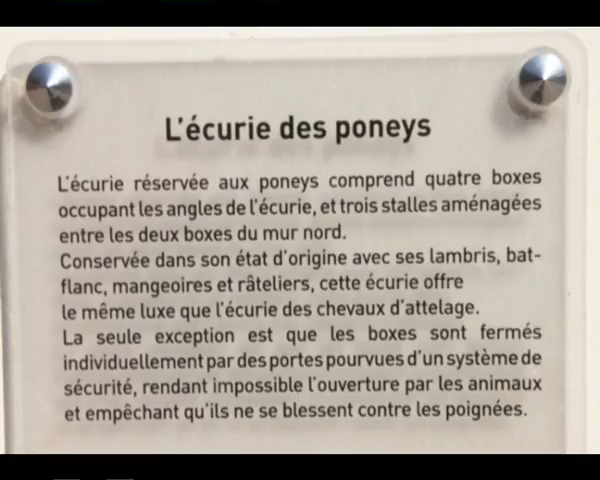 L'écurie des poneys
L'écurie réservée aux poneys comprend quatre boxes
occupant les angles de l'écurie, et trois stalles aménagées
entre les deux boxes du mur nord.
Conservée dans son état d'origine avec ses lambris, bat-
flanc, mangeoires et râteliers, cette écurie offre
le même luxe que l'écurie des chevaux d'attelage.
La seule exception est que les boxes sont fermés
individuellement par des portes pourvues d'un système de
sécurité, rendant impossible l'ouverture par les animaux
et empêchant qu'ils ne se blessent contre les poignées.